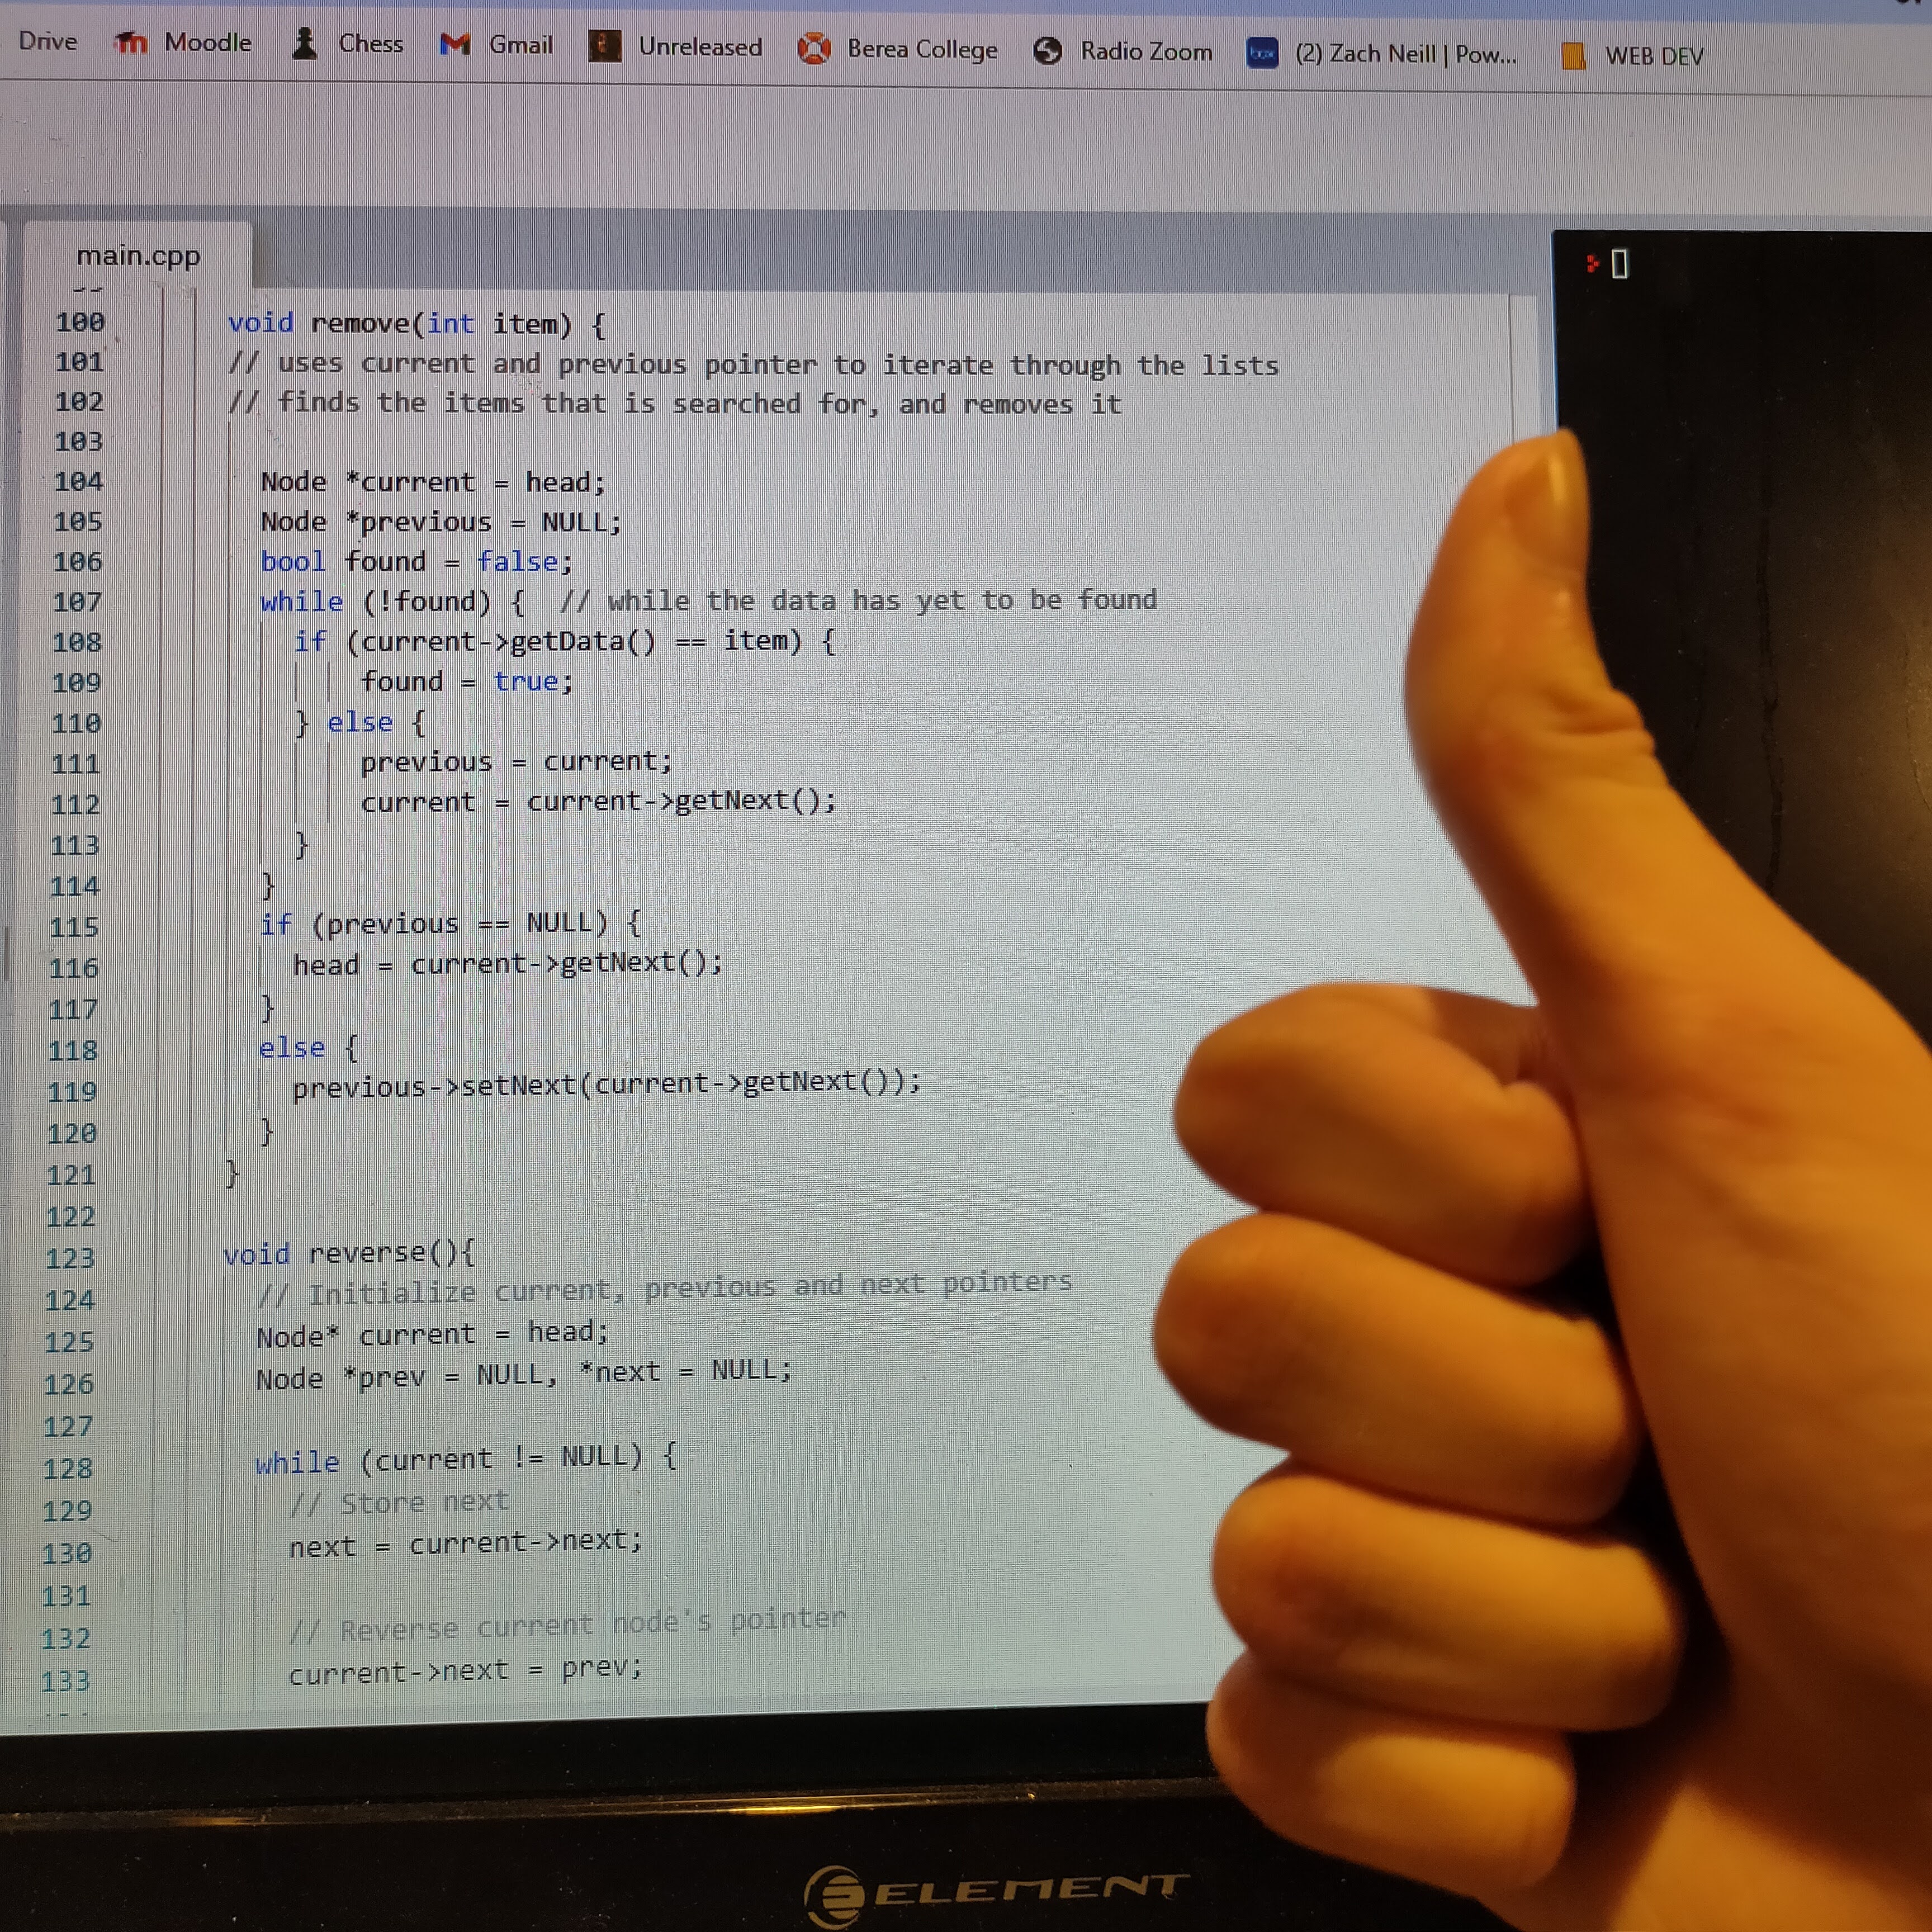 Drive Moodle Chess Gmail Unreleased Berea College Radio Zoom (2) Zach Neill | Pow... WEB DEV
main.cpp
100 void remove(int item) {
101 // uses current and previous pointer to iterate through the lists
102 // finds the items that is searched for, and removes it
103
104 Node *current = head;
105 Node *previous = NULL;
106 bool found = false;
107 while (!found) { // while the data has yet to be found
108 if (current->getData() == item) {
109 found = true;
110 } else {
111 previous = current;
112 current = current->getNext();
113 }
114 }
115 if (previous == NULL) {
116 head = current->getNext();
117 }
118 else {
119 previous->setNext(current->getNext());
120 }
121 }
122
123 void reverse(){
124 // Initialize current, previous and next pointers
125 Node* current = head;
126 Node *prev = NULL, *next = NULL;
127
128 while (current != NULL) {
129 // Store next
130 next = current->next;
131
132 // Reverse current node's pointer
133 current->next = prev;
ELEMENT